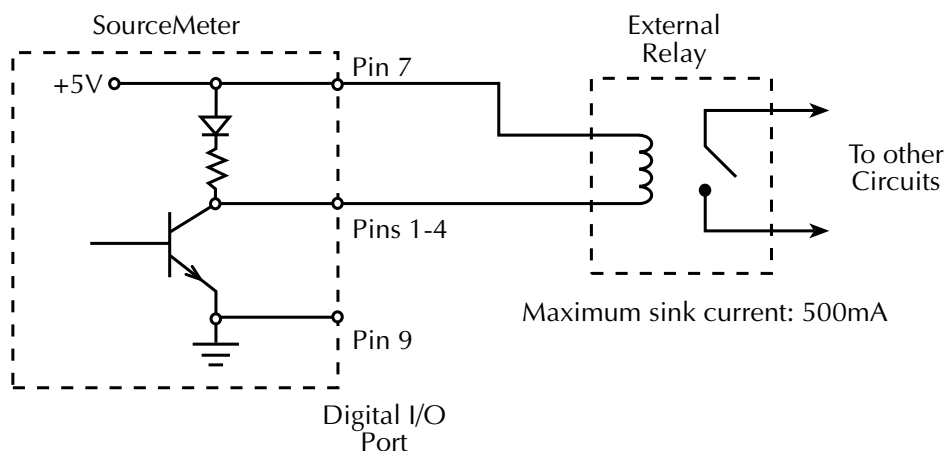 SourceMeter
External
Relay
+5V
Pin 7
To other
Circuits
Pins 1-4
Maximum sink current: 500mA
Pin 9
Digital I/O
Port